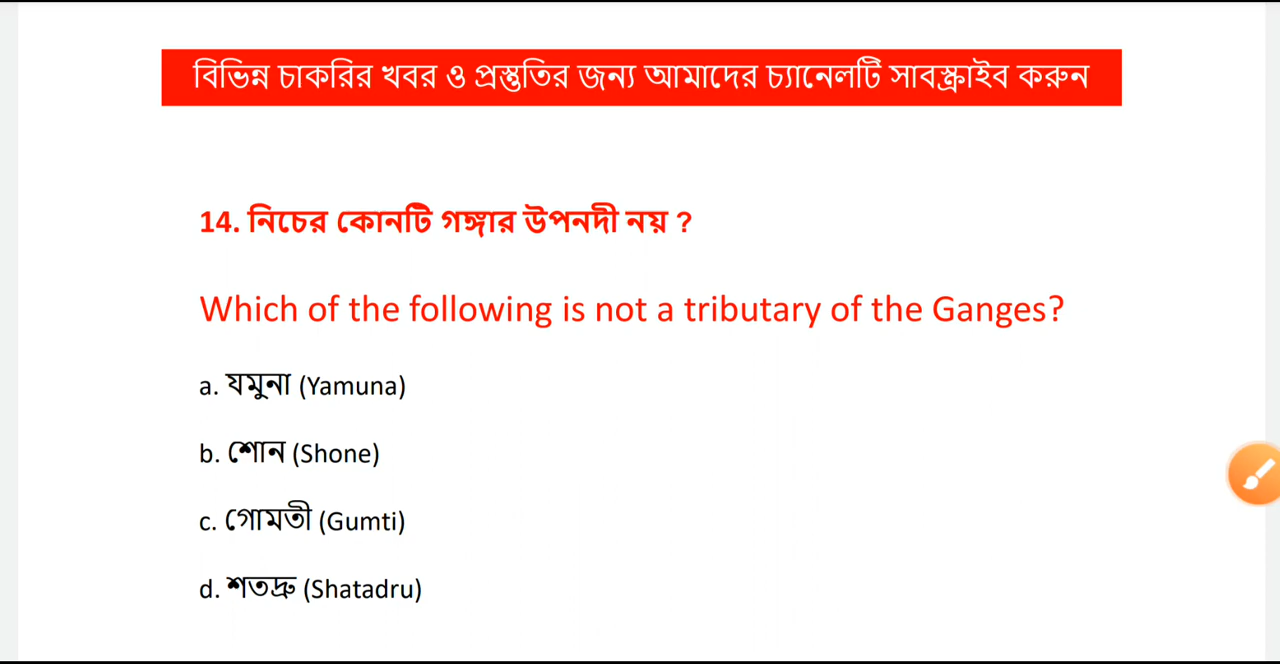 বিভিন্ন চাকরির খবর ও প্রস্তুতির জন্য আমাদের চ্যানেলটি সাবস্ক্রাইব করুন
14. নিচের কোনটি গঙ্গার উপনদী নয় ?
Which of the following is not a tributary of the Ganges?
a. যমুনা (Yamuna)
b. শোন (Shone)
c. গোমতী (Gumti)
d. শতদ্রু (Shatadru)